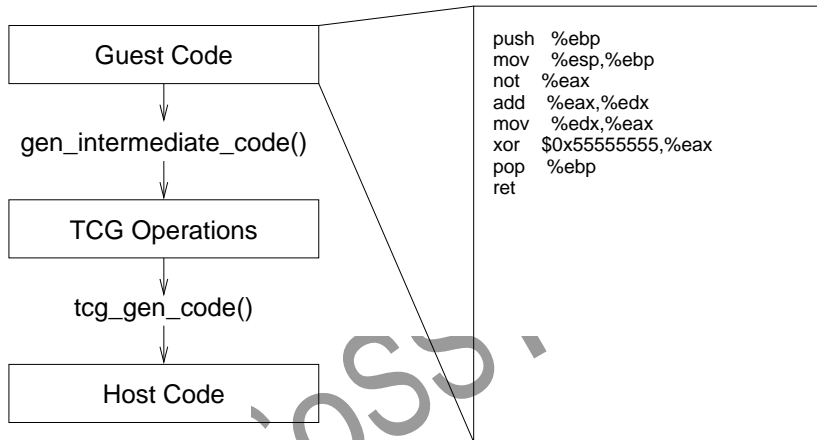 Guest Code
gen_intermediate_code()
TCG Operations
tcg_gen_code()
Host Code
push %ebp
mov %esp,%ebp
not %eax
add %eax,%edx
mov %edx,%eax
xor $0x55555555,%eax
pop %ebp
ret